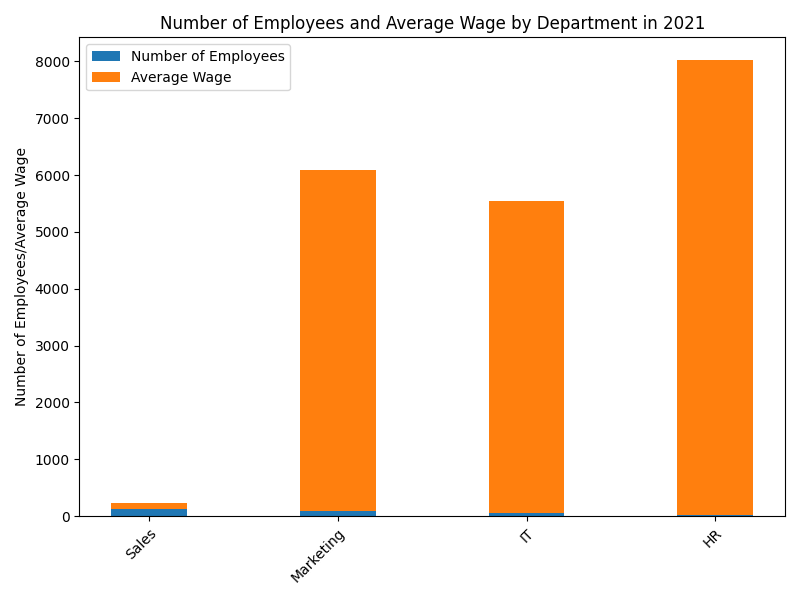 Number of Employees and Average Wage by Department in 2021
Number of Employees
Average Wage
Number of Employees/Average Wage
8000
7000
6000
5000
4000
3000
2000
1000
0
Sales
Marketing
IT
HR